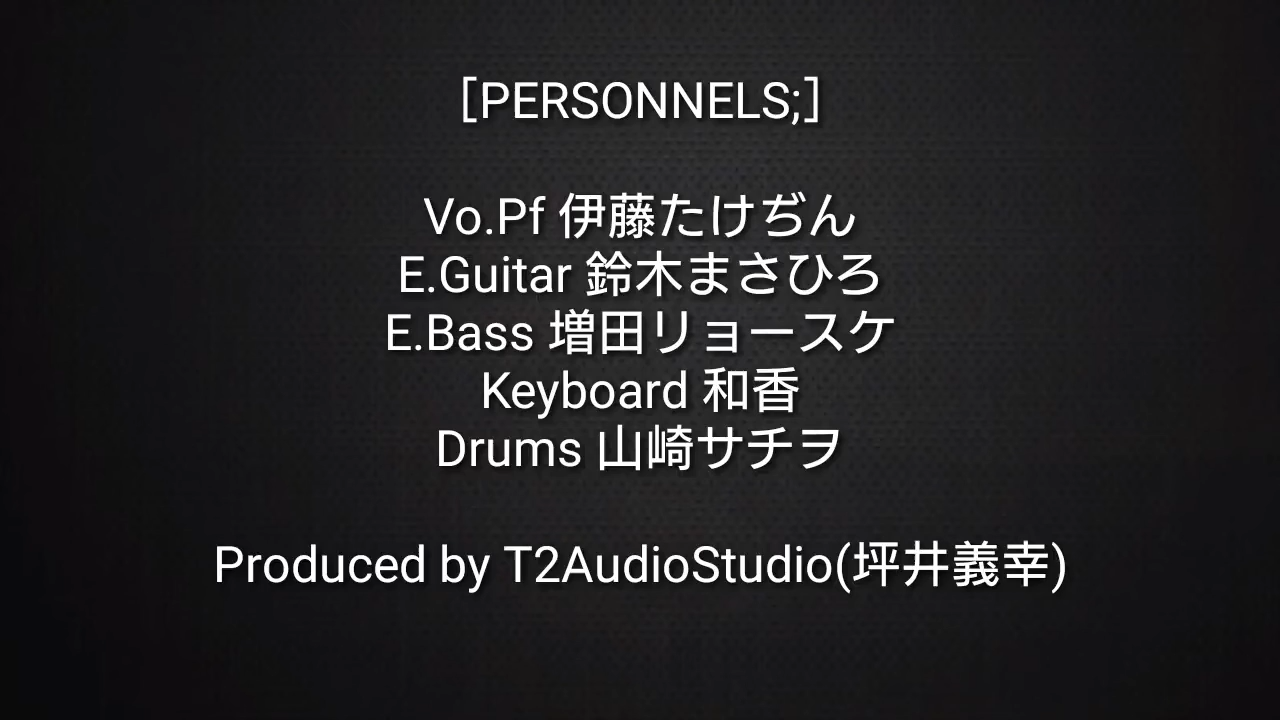 ［PERSONNELS;］
Vo.Pf 伊藤たけぢん
E.Guitar 鈴木まさひろ
E.Bass 増田リョースケ
Keyboard 和香
Drums 山崎サチヲ
Produced by T2AudioStudio(坪井義幸)